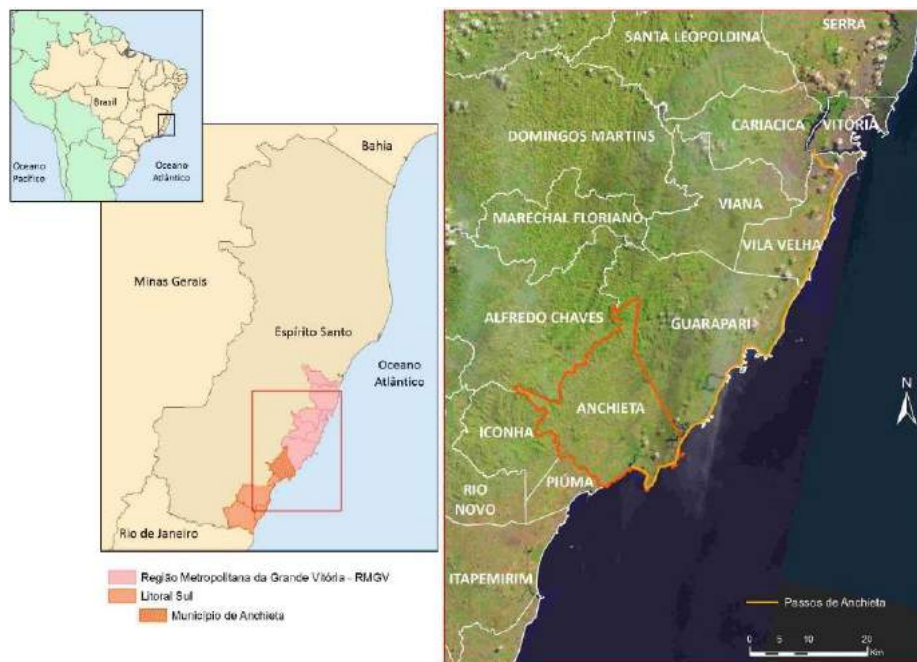 Brasil
Oceano
Pacífico
Oceano
Atlântico
Bahia
Minas Gerais
Espírito Santo
Oceano
Atlântico
Rio de Janeiro
Região Metropolitana da Grande Vitória - RMGV
Litoral Sul
Município de Anchieta
SERRA
SANTA LEOPOLDINA
CARIACICA
VITÓRIA
DOMINGOS MARTINS
VIANA
MARECHAL FLORIANO
VILA VELHA
ALFREDO CHAVES
GUARAPARI
N
ANCHIETA
ICONHA
PIÚMA
RIO
NOVO
ITAPEMIRIM
Passos de Anchieta
0 5 10 20
Km